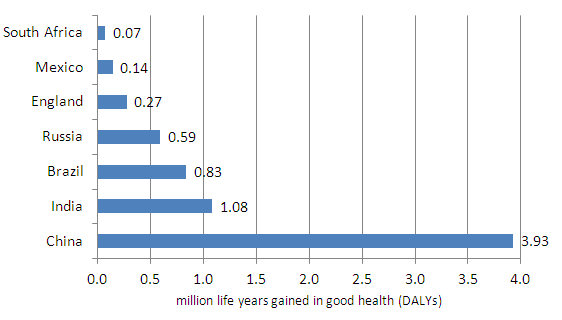 South Africa 0.07
Mexico 0.14
England 0.27
Russia 0.59
Brazil 0.83
India 1.08
China 3.93
0.0 0.5 1.0 1.5 2.0 2.5 3.0 3.5 4.0
million life years gained in good health (DALYs)